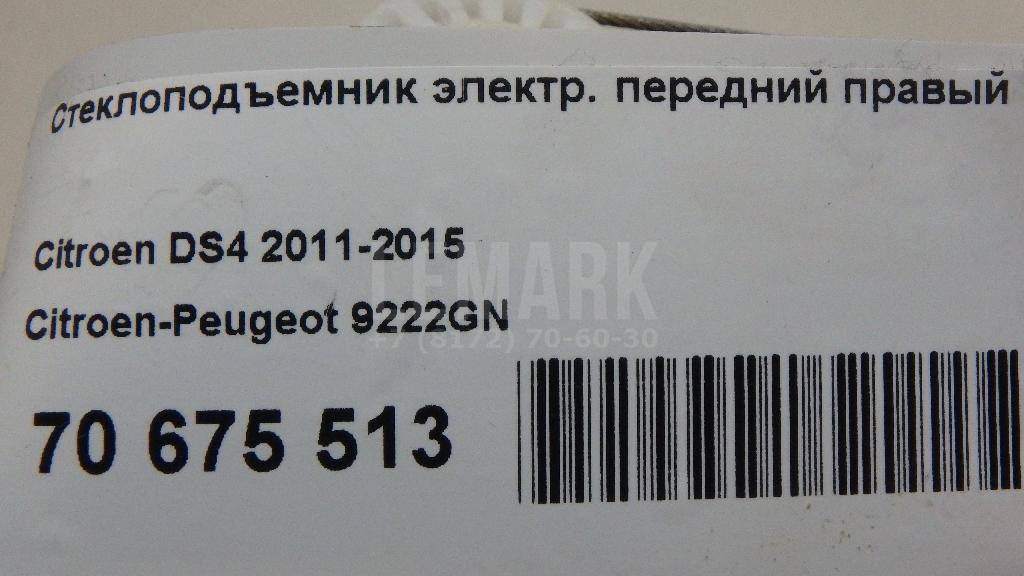 Стеклоподъемник электр. передний правый
Citroen DS4 2011-2015
LEMARK
Citroen-Peugeot 9222GN
+7 (8172) 70-60-30
70 675 513